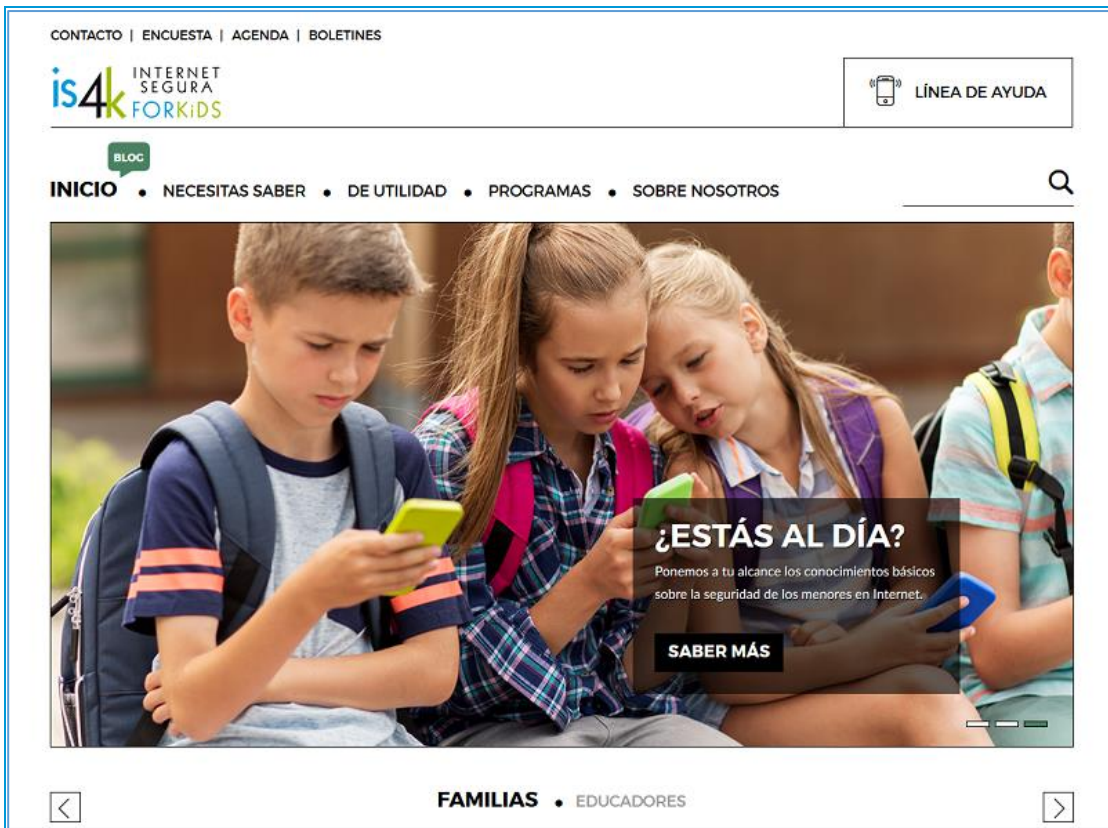 CONTACTO | ENCUESTA | AGENDA | BOLETINES
is4k INTERNET
SEGURA
FORKiDS
LÍNEA DE AYUDA
BLOG
INICIO • NECESITAS SABER • DE UTILIDAD • PROGRAMAS • SOBRE NOSOTROS
¿ESTÁS AL DÍA?
Ponemos a tu alcance los conocimientos básicos
sobre la seguridad de los menores en Internet.
SABER MÁS
FAMILIAS • EDUCADORES